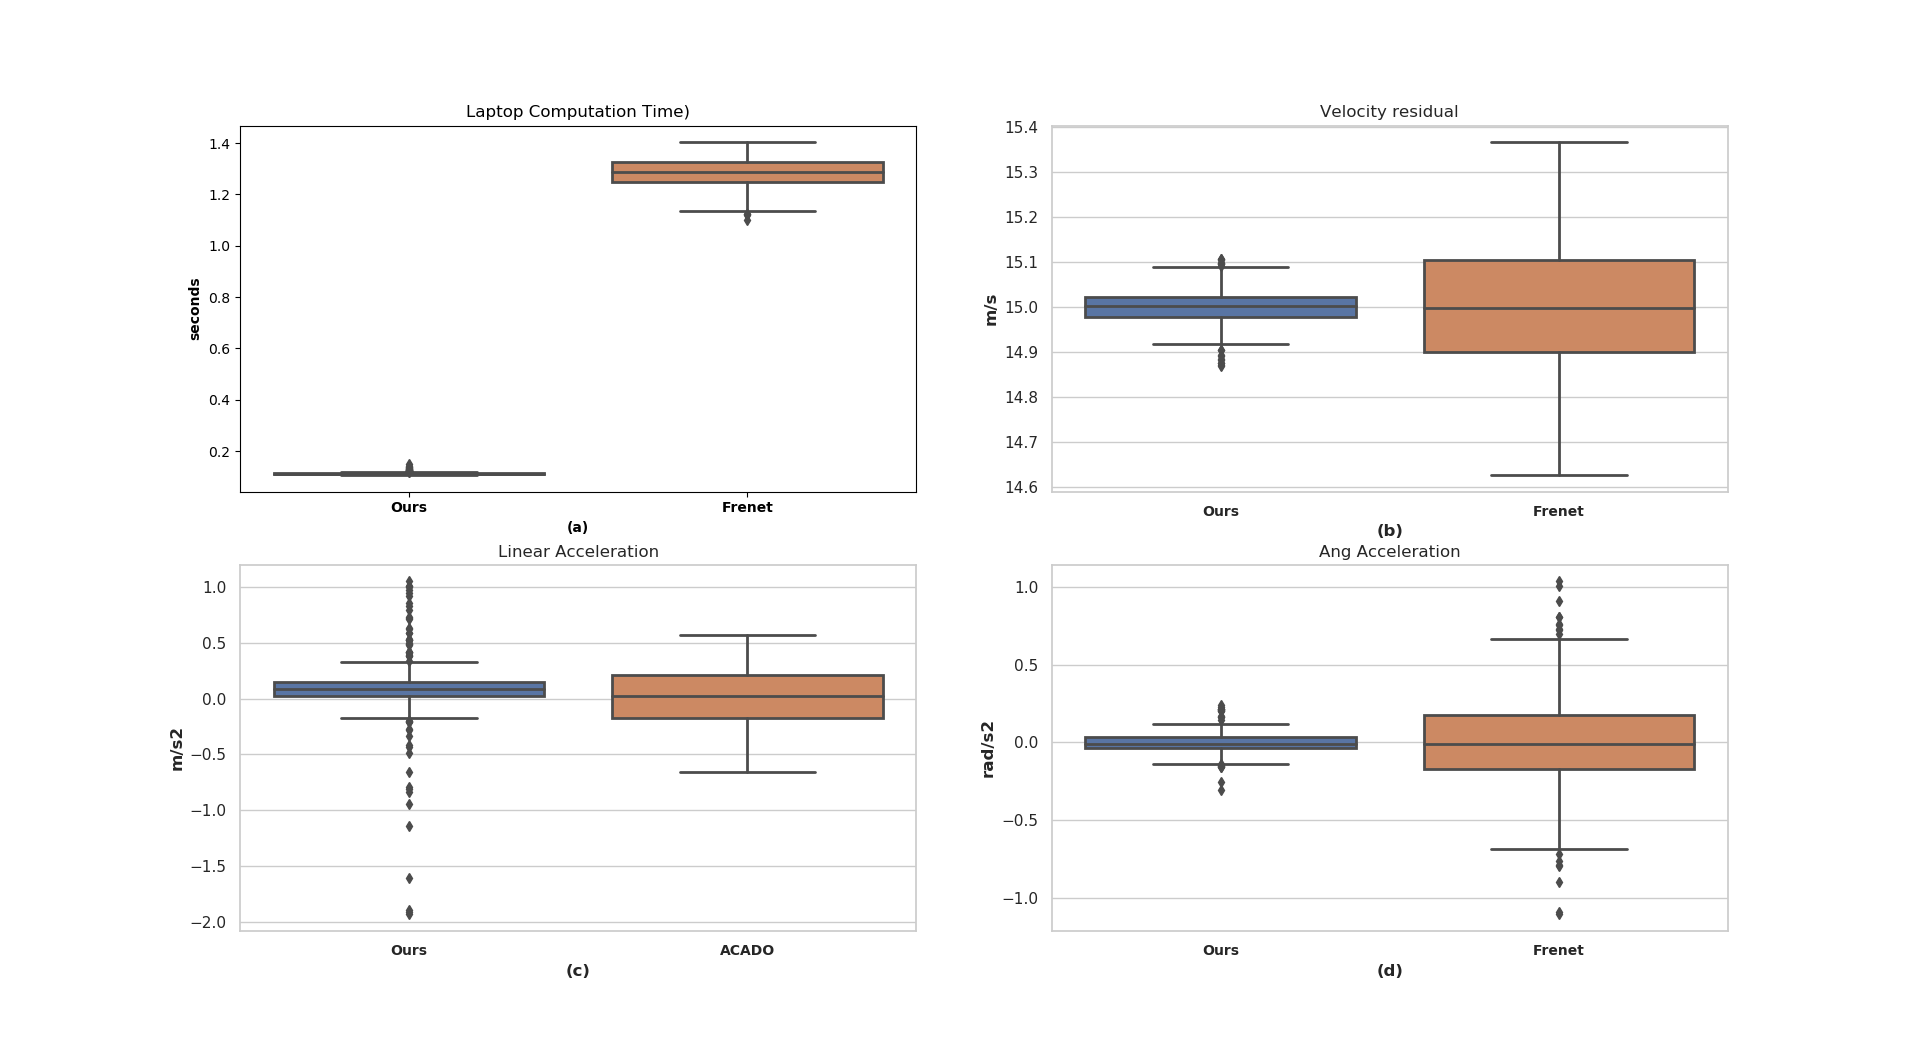 Laptop Computation Time)
1.4
1.2
1.0
0.8
0.6
0.4
0.2
seconds
Ours Frenet
(a)
Velocity residual
15.4
15.3
15.2
15.1
15.0
14.9
14.8
14.7
14.6
m/s
Ours Frenet
(b)
Linear Acceleration
1.0
0.5
0.0
−0.5
−1.0
−1.5
−2.0
m/s2
Ours ACADO
(c)
Ang Acceleration
1.0
0.5
0.0
−0.5
−1.0
rad/s2
Ours Frenet
(d)